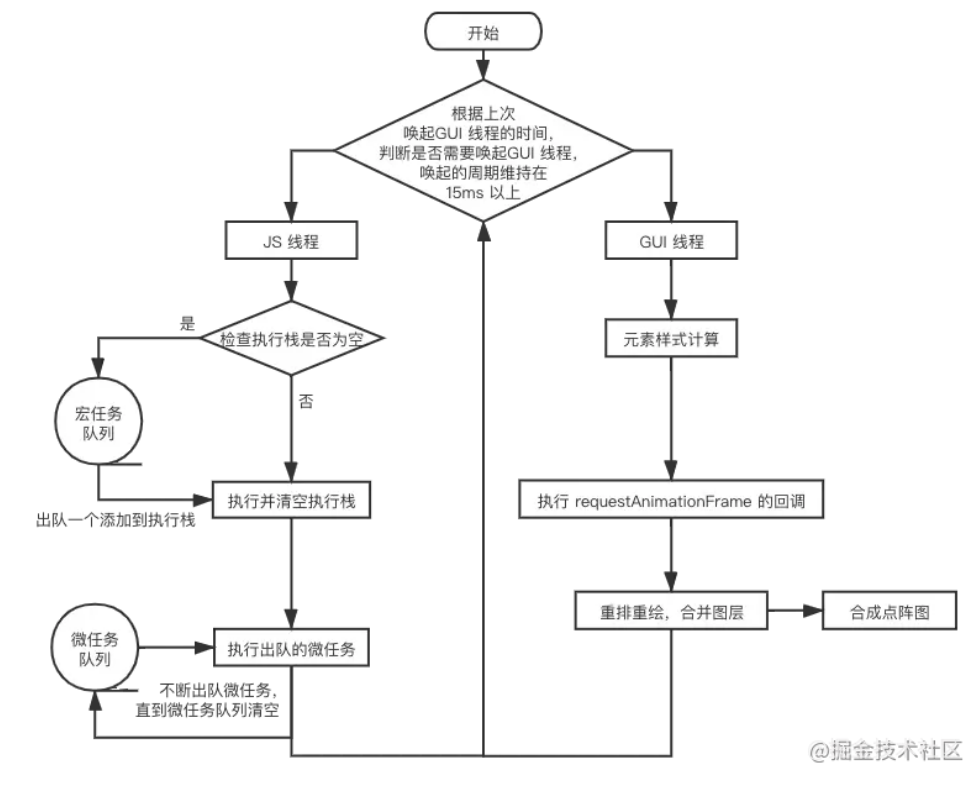 开始
根据上次
唤起GUI 线程的时间，
判断是否需要唤起GUI 线程，
唤起的周期维持在
15ms 以上
JS 线程
GUI 线程
是
检查执行栈是否为空
元素样式计算
否
宏任务
队列
执行并清空执行栈
执行 requestAnimationFrame 的回调
出队一个添加到执行栈
重排重绘，合并图层
合成点阵图
微任务
队列
执行出队的微任务
不断出队微任务，
直到微任务队列清空
@掘金技术社区